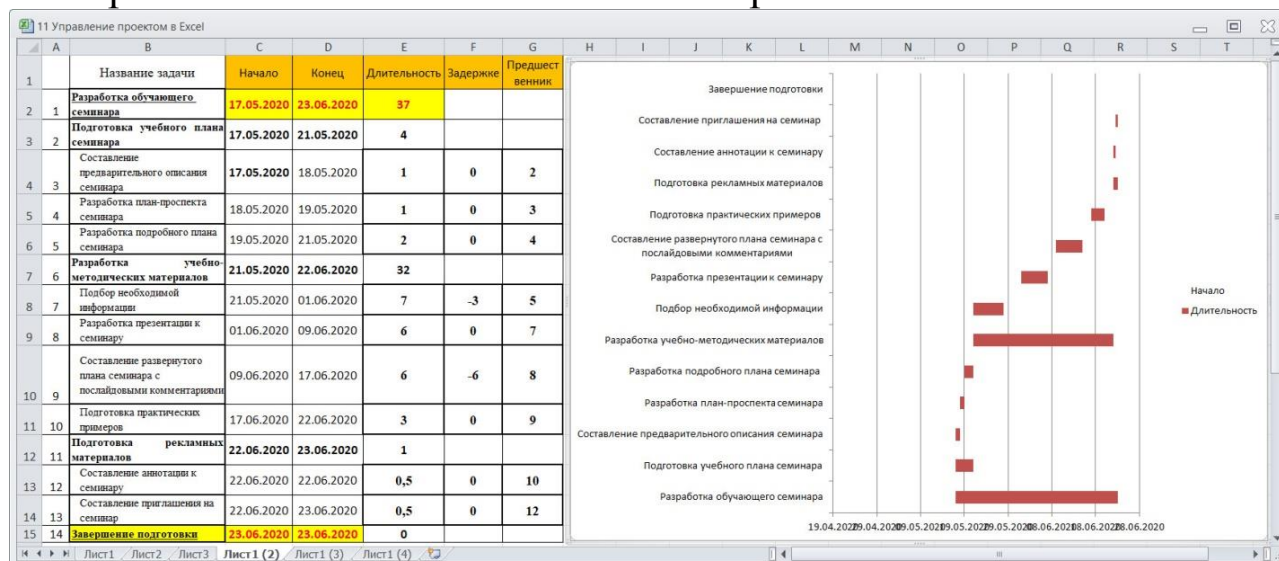 11 Управление проектом в Excel
A B C D E F G H I J K L M N O P Q R S T
1 Название задачи Начало Конец Длительность Задержке Предшест
венник
2 1 Разработка обучающего
семинара 17.05.2020 23.06.2020 37
3 2 Подготовка учебного плана
семинара 17.05.2020 21.05.2020 4
4 3 Составление
предварительного описания
семинара 17.05.2020 18.05.2020 1 0 2
5 4 Разработка план-проспекта
семинара 18.05.2020 19.05.2020 1 0 3
6 5 Разработка подробного плана
семинара 19.05.2020 21.05.2020 2 0 4
7 6 Разработка учебно-
методических материалов 21.05.2020 22.06.2020 32
8 7 Подбор необходимой
информации 21.05.2020 01.06.2020 7 -3 5
9 8 Разработка презентации к
семинару 01.06.2020 09.06.2020 6 0 7
10 9 Составление развернутого
плана семинара с
послайдовыми комментариями 09.06.2020 17.06.2020 6 -6 8
11 10 Подготовка практических
примеров 17.06.2020 22.06.2020 3 0 9
12 11 Подготовка рекламных
материалов 22.06.2020 23.06.2020 1
13 12 Составление аннотации к
семинару 22.06.2020 22.06.2020 0,5 0 10
14 13 Составление приглашения на
семинар 22.06.2020 23.06.2020 0,5 0 12
15 14 Завершение подготовки 23.06.2020 23.06.2020 0
Завершение подготовки
Составление приглашения на семинар
Составление аннотации к семинару
Подготовка рекламных материалов
Подготовка практических примеров
Составление развернутого плана семинара с
послайдовыми комментариями
Разработка презентации к семинару
Подбор необходимой информации
Разработка учебно-методических материалов
Разработка подробного плана семинара
Разработка план-проспекта семинара
Составление предварительного описания семинара
Подготовка учебного плана семинара
Разработка обучающего семинара
Начало
Длительность
Лист1 Лист2 Лист3 Лист1 (2) Лист1 (3) Лист1 (4)